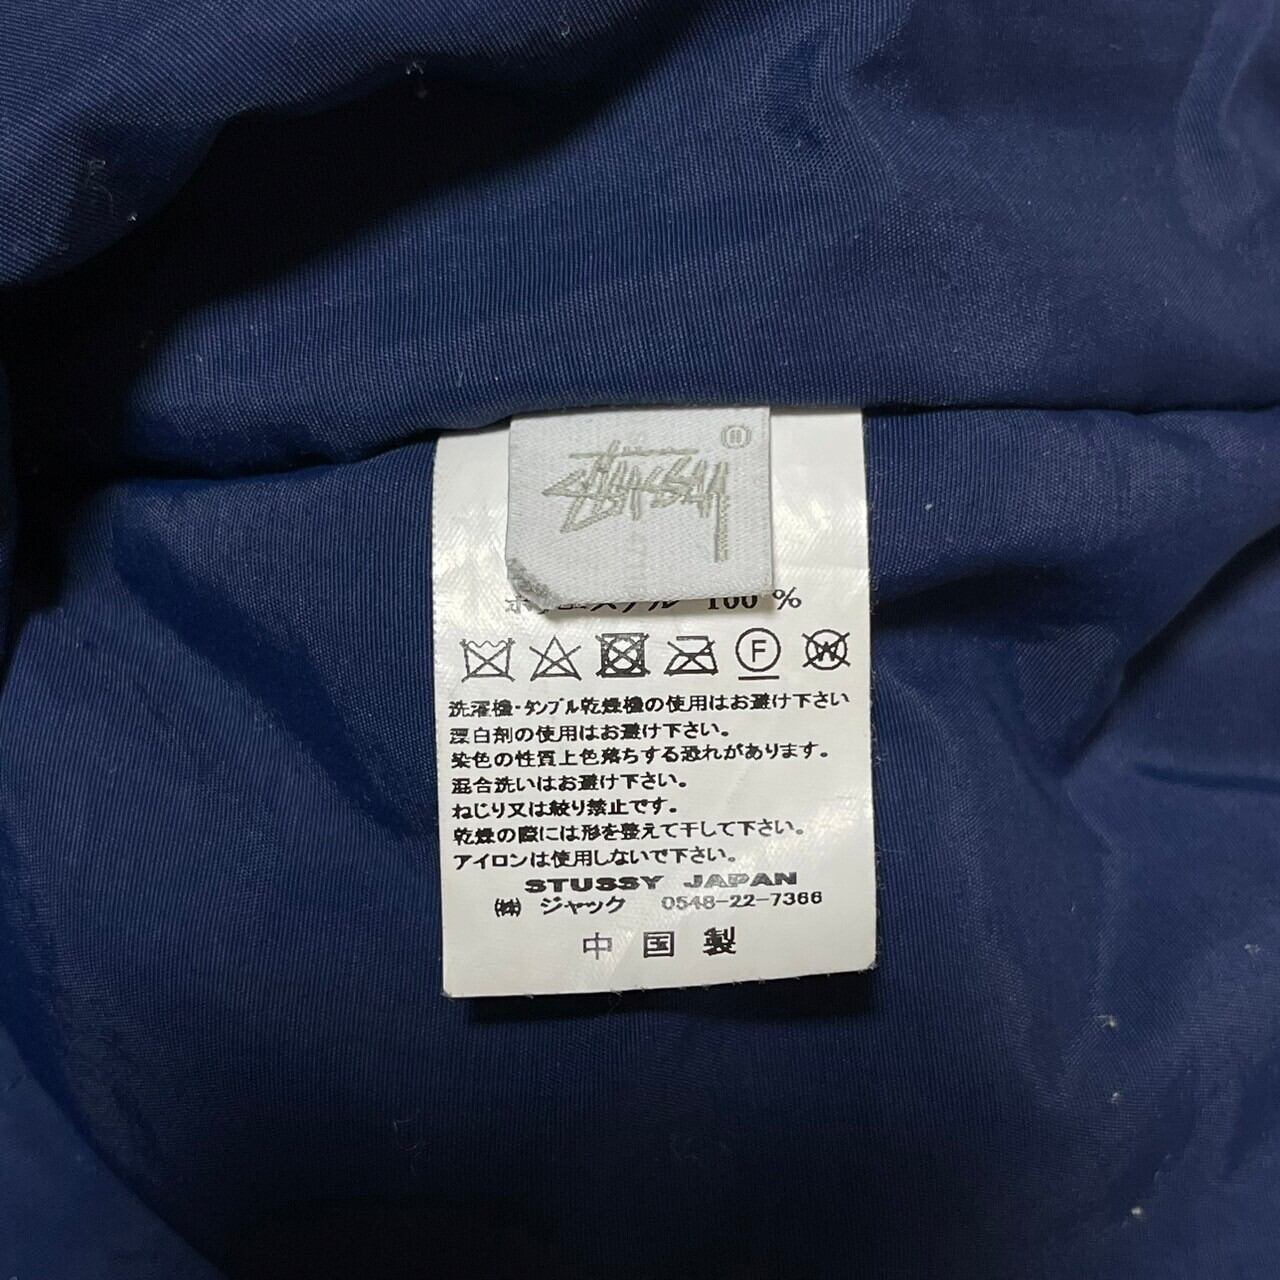 STUSSY
100 %
F
W
洗濯機・タンブル乾燥機の使用はお避け下さい
漂白剤の使用はお避け下さい。
染色の性質上色落ちする恐れがあります。
混合洗いはお避け下さい。
ねじり又は絞り禁止です。
乾燥の際には形を整えて干して下さい。
アイロンは使用しないで下さい。
STUSSY JAPAN
㈱ ジャック 0548-22-7366
中国製